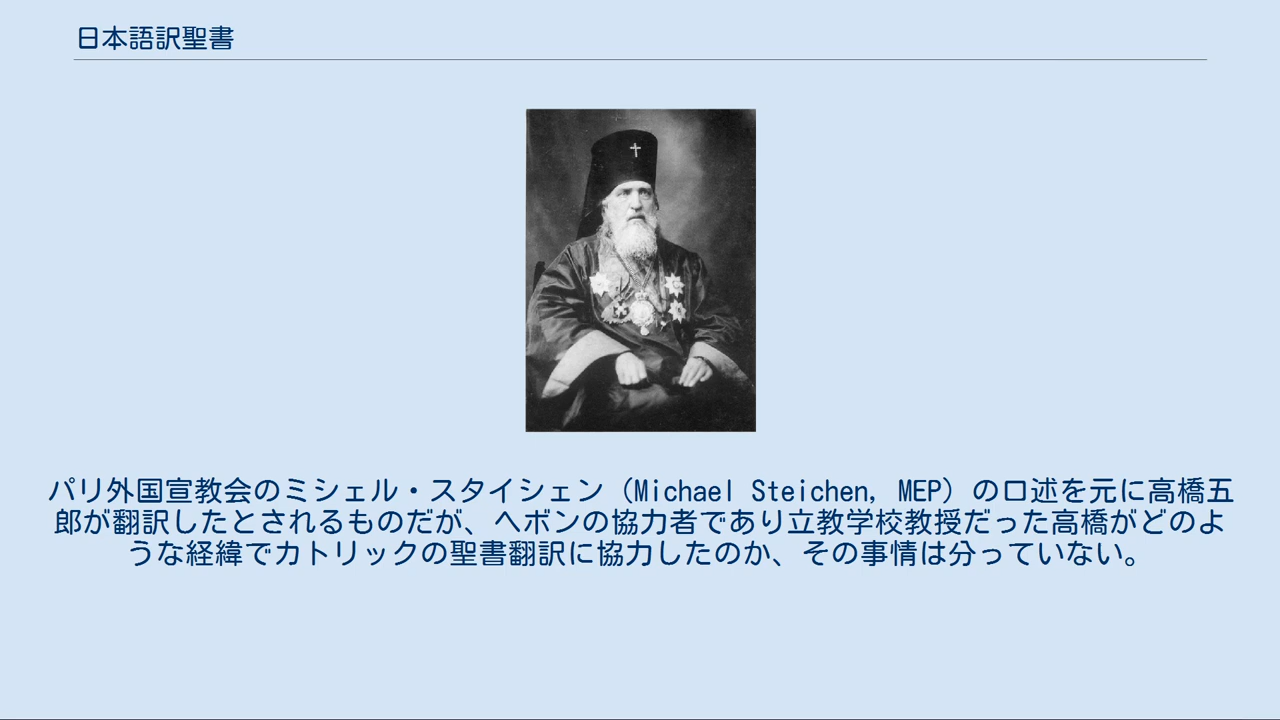 日本語訳聖書
パリ外国宣教会のミシェル・スタイシェン（Michael Steichen, MEP）の口述を元に高橋五
郎が翻訳したとされるものだが、ヘボンの協力者であり立教学校教授だった高橋がどのよ
うな経緯でカトリックの聖書翻訳に協力したのか、その事情は分っていない。